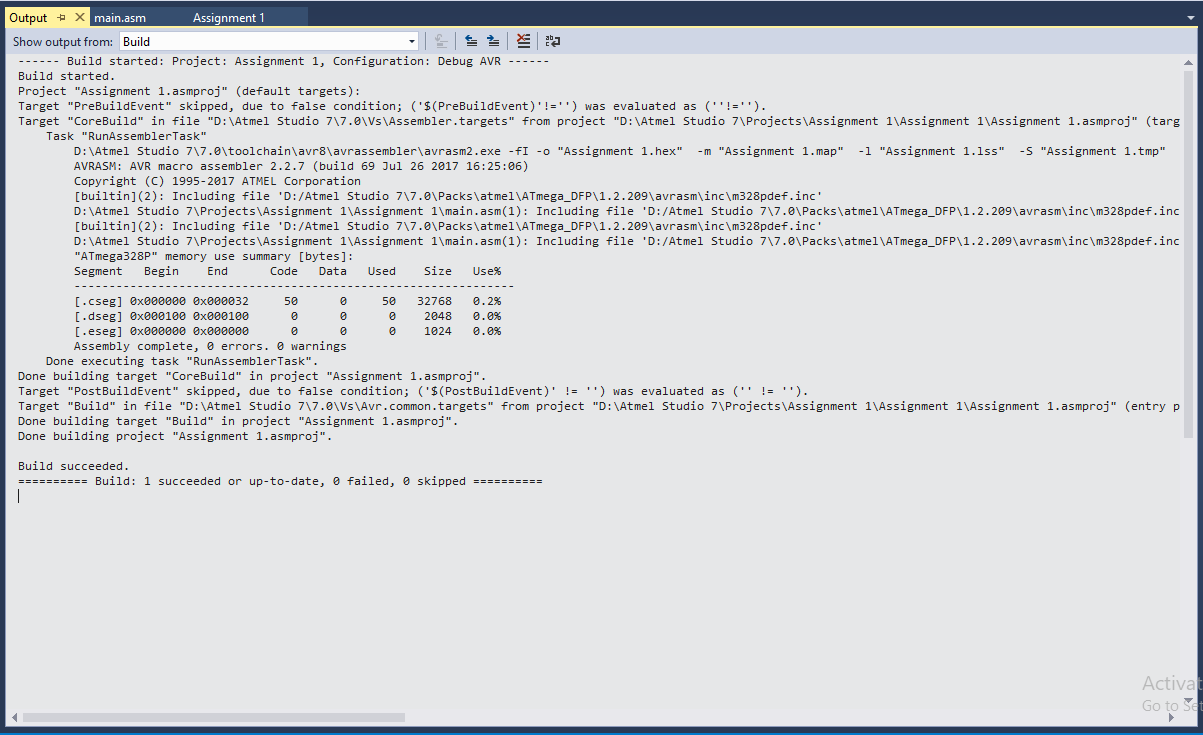 Output main.asm Assignment 1
Show output from: Build
------ Build started: Project: Assignment 1, Configuration: Debug AVR ------
Build started.
Project "Assignment 1.asmproj" (default targets):
Target "PreBuildEvent" skipped, due to false condition; ('$(PreBuildEvent)'!='') was evaluated as (''!='').
Target "CoreBuild" in file "D:\Atmel Studio 7\7.0\Vs\Assembler.targets" from project "D:\Atmel Studio 7\Projects\Assignment 1\Assignment 1\Assignment 1.asmproj" (targ
Task "RunAssemblerTask"
D:\Atmel Studio 7\7.0\toolchain\avr8\avrassembler\avrasm2.exe -fI -o "Assignment 1.hex"  -m "Assignment 1.map"  -l "Assignment 1.lss"  -S "Assignment 1.tmp"
AVRASM: AVR macro assembler 2.2.7 (build 69 Jul 26 2017 16:25:06)
Copyright (C) 1995-2017 ATMEL Corporation
[builtin](2): Including file 'D:/Atmel Studio 7\7.0\Packs\atmel\ATmega_DFP\1.2.209\avrasm\inc\m328pdef.inc'
D:\Atmel Studio 7\Projects\Assignment 1\Assignment 1\main.asm(1): Including file 'D:/Atmel Studio 7\7.0\Packs\atmel\ATmega_DFP\1.2.209\avrasm\inc\m328pdef.inc
[builtin](2): Including file 'D:/Atmel Studio 7\7.0\Packs\atmel\ATmega_DFP\1.2.209\avrasm\inc\m328pdef.inc'
D:\Atmel Studio 7\Projects\Assignment 1\Assignment 1\main.asm(1): Including file 'D:/Atmel Studio 7\7.0\Packs\atmel\ATmega_DFP\1.2.209\avrasm\inc\m328pdef.inc
"ATmega328P" memory use summary [bytes]:
Segment   Begin    End      Code   Data   Used    Size   Use%
---------------------------------------------------------------
[.cseg] 0x000000 0x000032     50      0     50   32768   0.2%
[.dseg] 0x000100 0x000100      0      0      0    2048   0.0%
[.eseg] 0x000000 0x000000      0      0      0    1024   0.0%
Assembly complete, 0 errors. 0 warnings
Done executing task "RunAssemblerTask".
Done building target "CoreBuild" in project "Assignment 1.asmproj".
Target "PostBuildEvent" skipped, due to false condition; ('$(PostBuildEvent)' != '') was evaluated as ('' != '').
Target "Build" in file "D:\Atmel Studio 7\7.0\Vs\Avr.common.targets" from project "D:\Atmel Studio 7\Projects\Assignment 1\Assignment 1\Assignment 1.asmproj" (entry p
Done building target "Build" in project "Assignment 1.asmproj".
Done building project "Assignment 1.asmproj".
Build succeeded.
========== Build: 1 succeeded or up-to-date, 0 failed, 0 skipped ==========
Activat
Go to Set